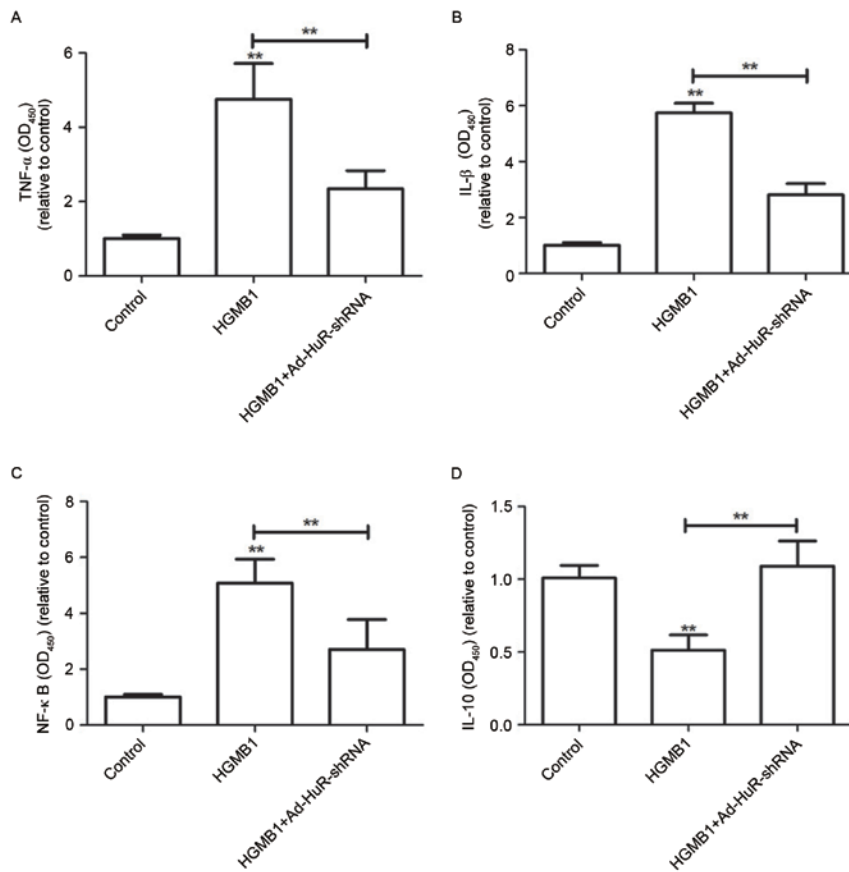 A
TNF-α (OD450)
(relative to control)
6
4
2
0
**
**
Control
HGMB1
HGMB1+Ad-HuR-shRNA
B
IL-β (OD450)
(relative to control)
8
6
4
2
0
**
**
Control
HGMB1
HGMB1+Ad-HuR-shRNA
C
NF-κ B (OD450) (relative to control)
8
6
4
2
0
**
**
Control
HGMB1
HGMB1+Ad-HuR-shRNA
D
IL-10 (OD450) (relative to control)
1.5
1.0
0.5
0.0
**
**
Control
HGMB1
HGMB1+Ad-HuR-shRNA